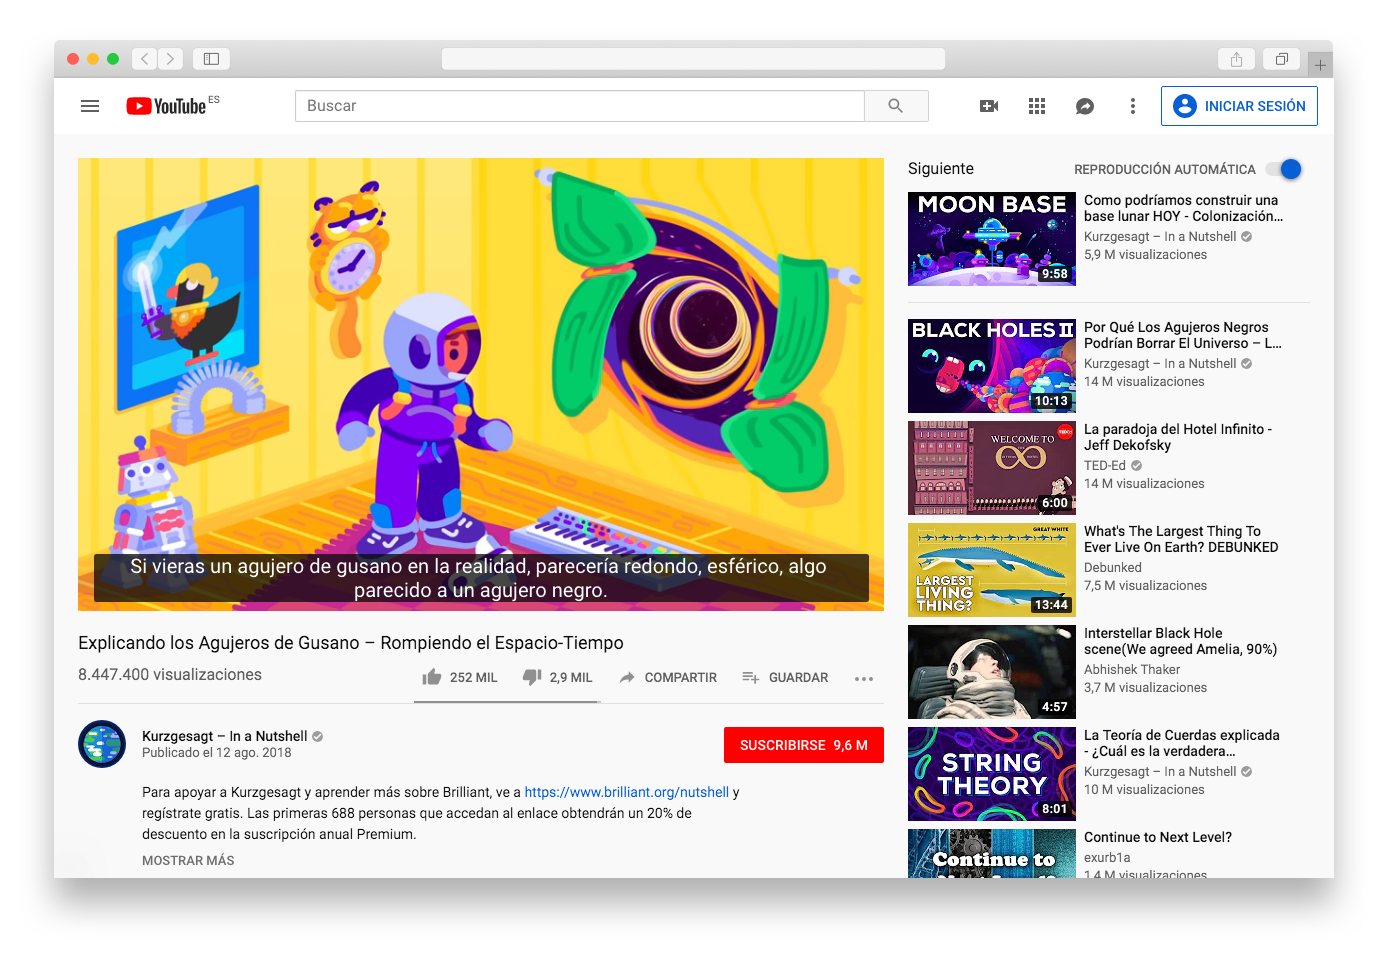 YouTube ES
Buscar
INICIAR SESIÓN
Si vieras un agujero de gusano en la realidad, parecería redondo, esférico, algo
parecido a un agujero negro.
Explicando los Agujeros de Gusano – Rompiendo el Espacio-Tiempo
8.447.400 visualizaciones
252 MIL
2,9 MIL
COMPARTIR
GUARDAR
Kurzgesagt – In a Nutshell
Publicado el 12 ago. 2018
SUSCRIBIRSE 9,6 M
Para apoyar a Kurzgesagt y aprender más sobre Brilliant, ve a https://www.brilliant.org/nutshell y
regístrate gratis. Las primeras 688 personas que accedan al enlace obtendrán un 20% de
descuento en la suscripción anual Premium.
MOSTRAR MÁS
Siguiente
REPRODUCCIÓN AUTOMÁTICA
MOON BASE
9:58
Como podríamos construir una
base lunar HOY - Colonización...
Kurzgesagt – In a Nutshell
5,9 M visualizaciones
BLACK HOLES II
10:13
Por Qué Los Agujeros Negros
Podrían Borrar El Universo – L...
Kurzgesagt – In a Nutshell
14 M visualizaciones
WELCOME TO
6:00
La paradoja del Hotel Infinito -
Jeff Dekofsky
TED-Ed
14 M visualizaciones
GREAT WHITE
LARGEST
LIVING
THING?
13:44
What's The Largest Thing To
Ever Live On Earth? DEBUNKED
Debunked
7,5 M visualizaciones
4:57
Interstellar Black Hole
scene(We agreed Amelia, 90%)
Abhishek Thaker
3,7 M visualizaciones
STRING
THEORY
8:01
La Teoría de Cuerdas explicada
- ¿Cuál es la verdadera...
Kurzgesagt – In a Nutshell
10 M visualizaciones
Continue to
Continue to Next Level?
exurb1a
1,4 M visualizaciones